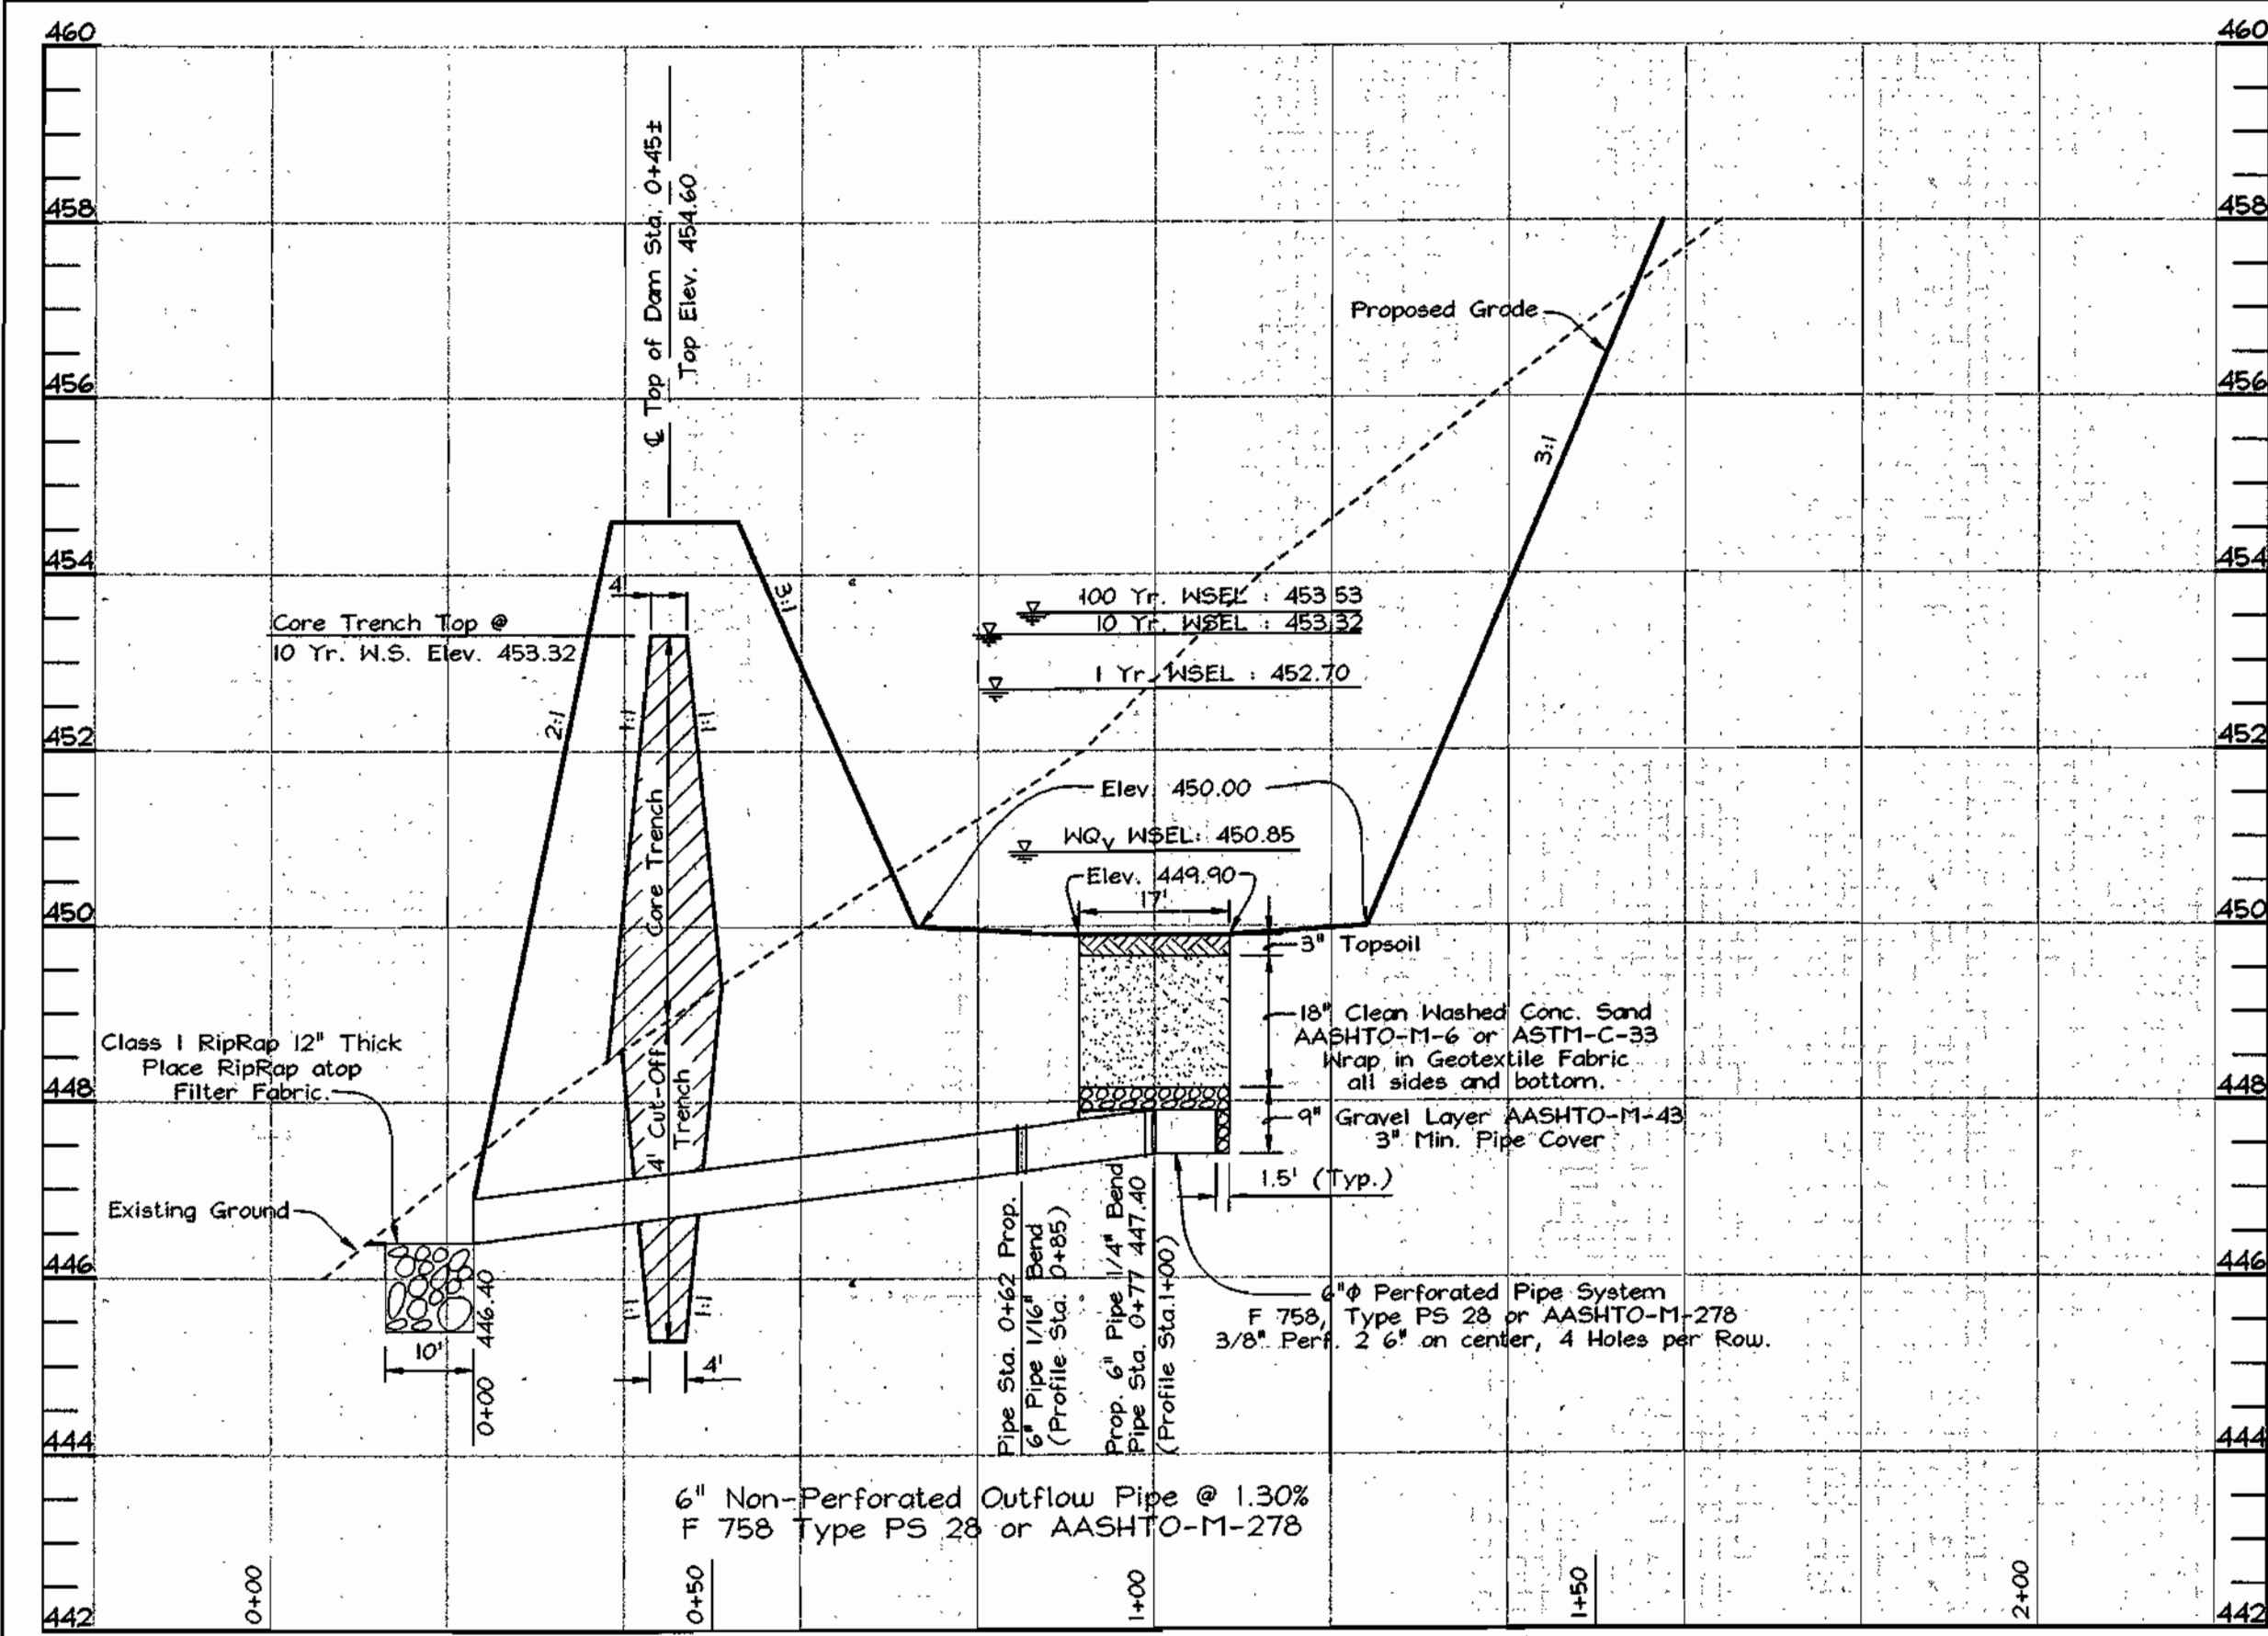 460
458
456
454
452
450
448
446
444
442
460
458
456
454
452
450
448
446
444
442
℄ Top of Dam Sta. 0+45±
Top Elev. 454.60
Proposed Grade
3:1
4'
3:1
Core Trench Top @
10 Yr. W.S. Elev. 453.32
100 Yr. WSEL : 453.53
10 Yr. WSEL : 453.32
1 Yr. WSEL : 452.70
2:1
1:1
1:1
Core Trench
Elev. 450.00
WQv WSEL: 450.85
Elev. 449.90
17'
3" Topsoil
18" Clean Washed Conc. Sand
AASHTO-M-6 or ASTM-C-33
Wrap in Geotextile Fabric
all sides and bottom.
Class 1 RipRap 12" Thick
Place RipRap atop
Filter Fabric.
4' Cut-Off
Trench
9" Gravel Layer AASHTO-M-43
3" Min. Pipe Cover
1.5' (Typ.)
Existing Ground
1:1
1:1
10'
4'
0+00 446.40
Pipe Sta. 0+62 Prop.
6" Pipe 1/16" Bend
(Profile Sta. 0+85)
Prop. 6" Pipe 1/4" Bend
Pipe Sta. 0+77 447.40
(Profile Sta.1+00)
6"Φ Perforated Pipe System
F 758, Type PS 28 or AASHTO-M-278
3/8" Perf. 2 6" on center, 4 Holes per Row.
6" Non-Perforated Outflow Pipe @ 1.30%
F 758 Type PS 28 or AASHTO-M-278
0+00
0+50
1+00
1+50
2+00